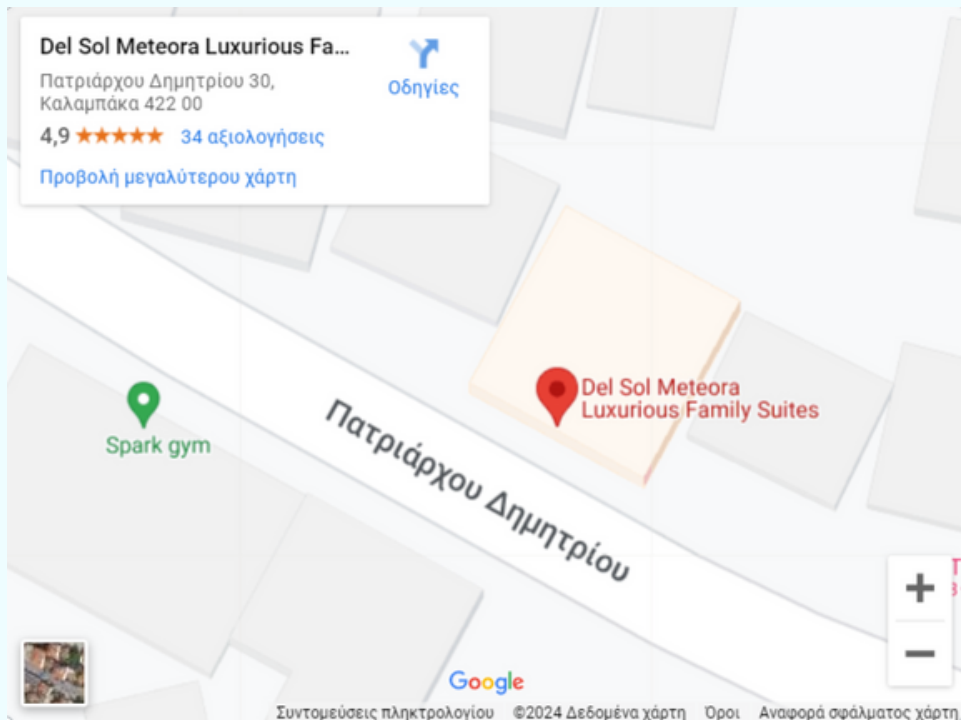 Del Sol Meteora Luxurious Fa...
Πατριάρχου Δημητρίου 30,
Καλαμπάκα 422 00
4,9 34 αξιολογήσεις
Προβολή μεγαλύτερου χάρτη
Οδηγίες
Del Sol Meteora
Luxurious Family Suites
Spark gym
Πατριάρχου Δημητρίου
Google
Συντομεύσεις πληκτρολογίου ©2024 Δεδομένα χάρτη Όροι Αναφορά σφάλματος χάρτη